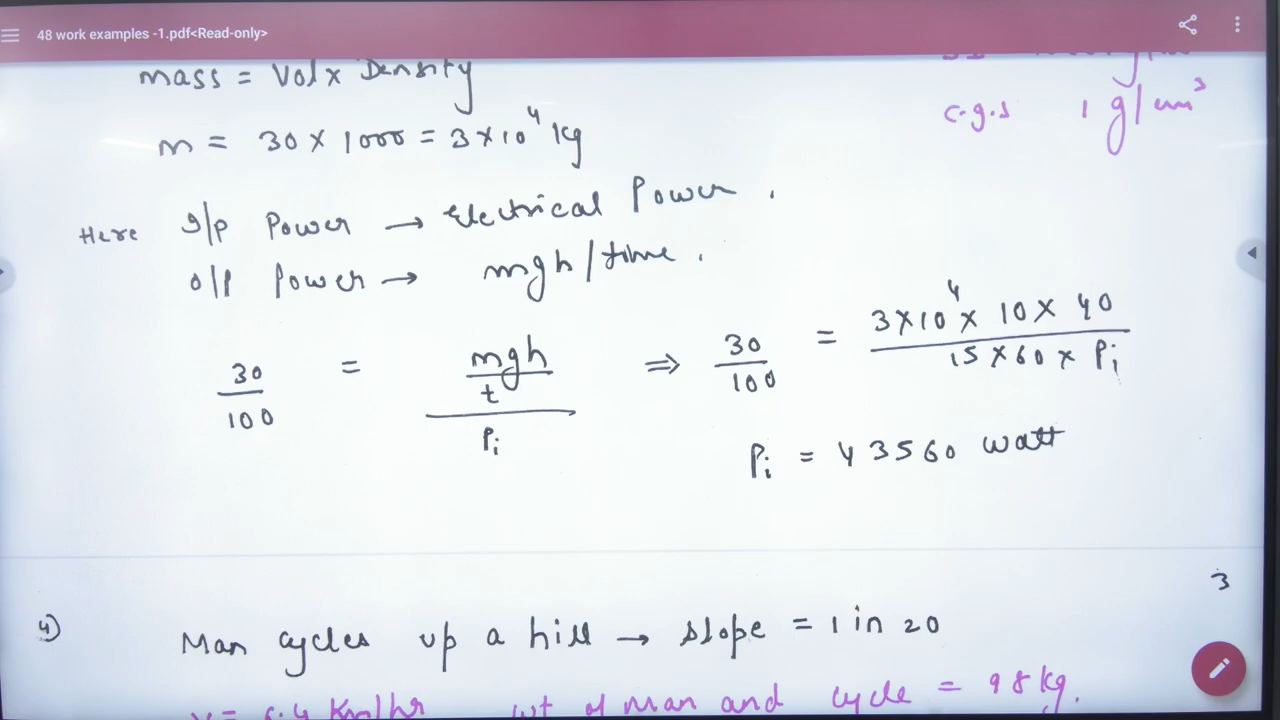 48 work examples -1.pdf<Read-only>
mass = Vol x Density
c.g.s 1 g/cm³
m = 30 x 1000 = 3 x 10⁴ kg
Here I/p Power → Electrical Power .
o/p Power → mgh/time .
30/100 = (mgh/t)/Pi ⇒ 30/100 = (3 x 10⁴ x 10 x 40)/(15 x 60 x Pi)
Pi = 43560 watt
3
4) Man cycles up a hill → slope = 1 in 20
wt of Man and cycle = 98 kg.